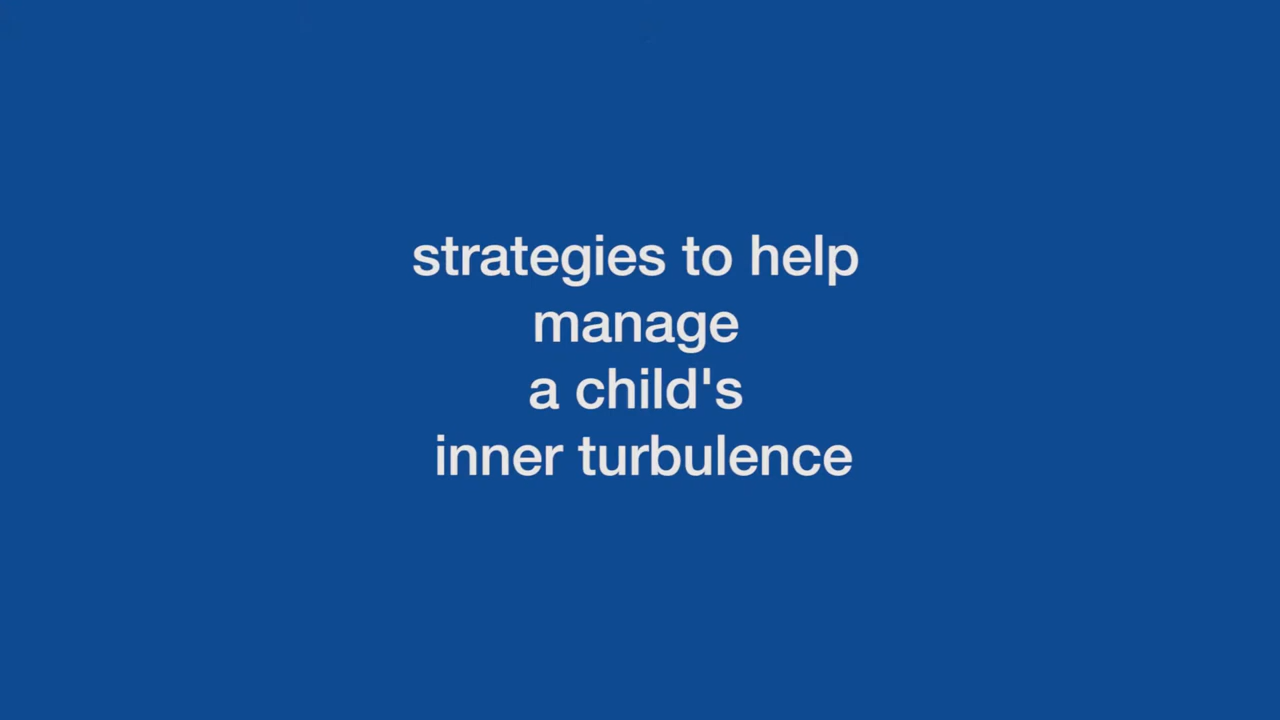 strategies to help
manage
a child's
inner turbulence